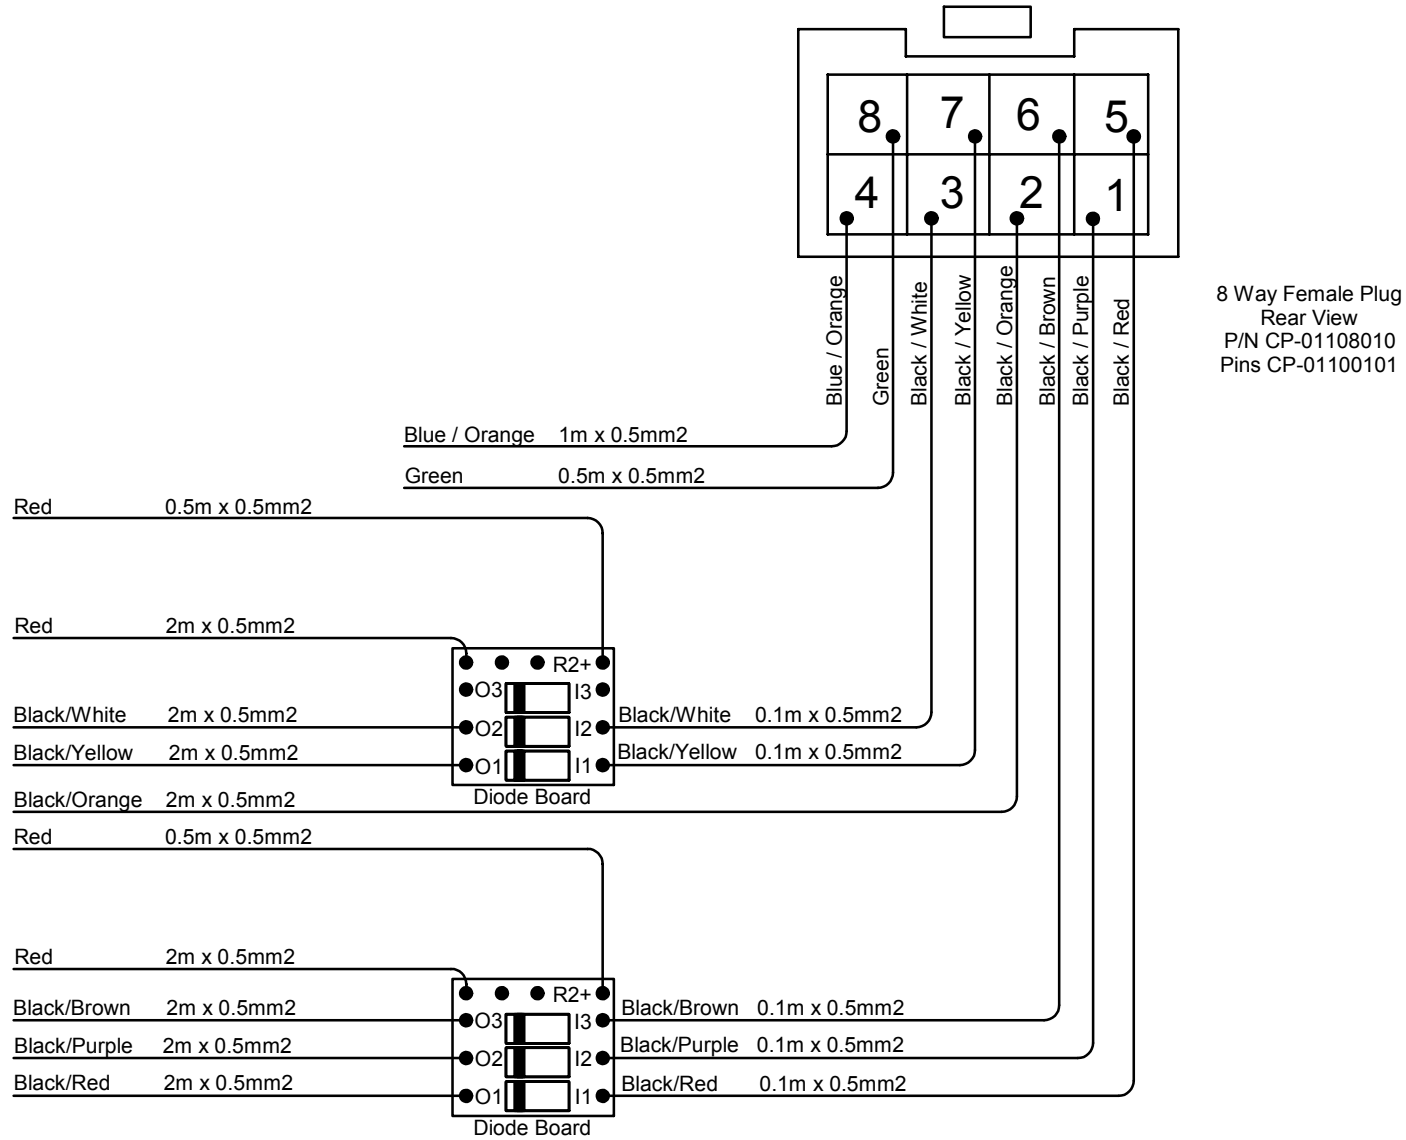 8 7 6 5
4 3 2 1
Blue / Orange
Green
Black / White
Black / Yellow
Black / Orange
Black / Brown
Black / Purple
Black / Red
8 Way Female Plug
Rear View
P/N CP-01108010
Pins CP-01100101
Blue / Orange 1m x 0.5mm2
Green 0.5m x 0.5mm2
Red 0.5m x 0.5mm2
Red 2m x 0.5mm2
R2+
O3 I3
Black/White 2m x 0.5mm2 O2 I2 Black/White 0.1m x 0.5mm2
Black/Yellow 2m x 0.5mm2 O1 I1 Black/Yellow 0.1m x 0.5mm2
Diode Board
Black/Orange 2m x 0.5mm2
Red 0.5m x 0.5mm2
Red 2m x 0.5mm2
R2+
Black/Brown 2m x 0.5mm2 O3 I3 Black/Brown 0.1m x 0.5mm2
Black/Purple 2m x 0.5mm2 O2 I2 Black/Purple 0.1m x 0.5mm2
Black/Red 2m x 0.5mm2 O1 I1 Black/Red 0.1m x 0.5mm2
Diode Board